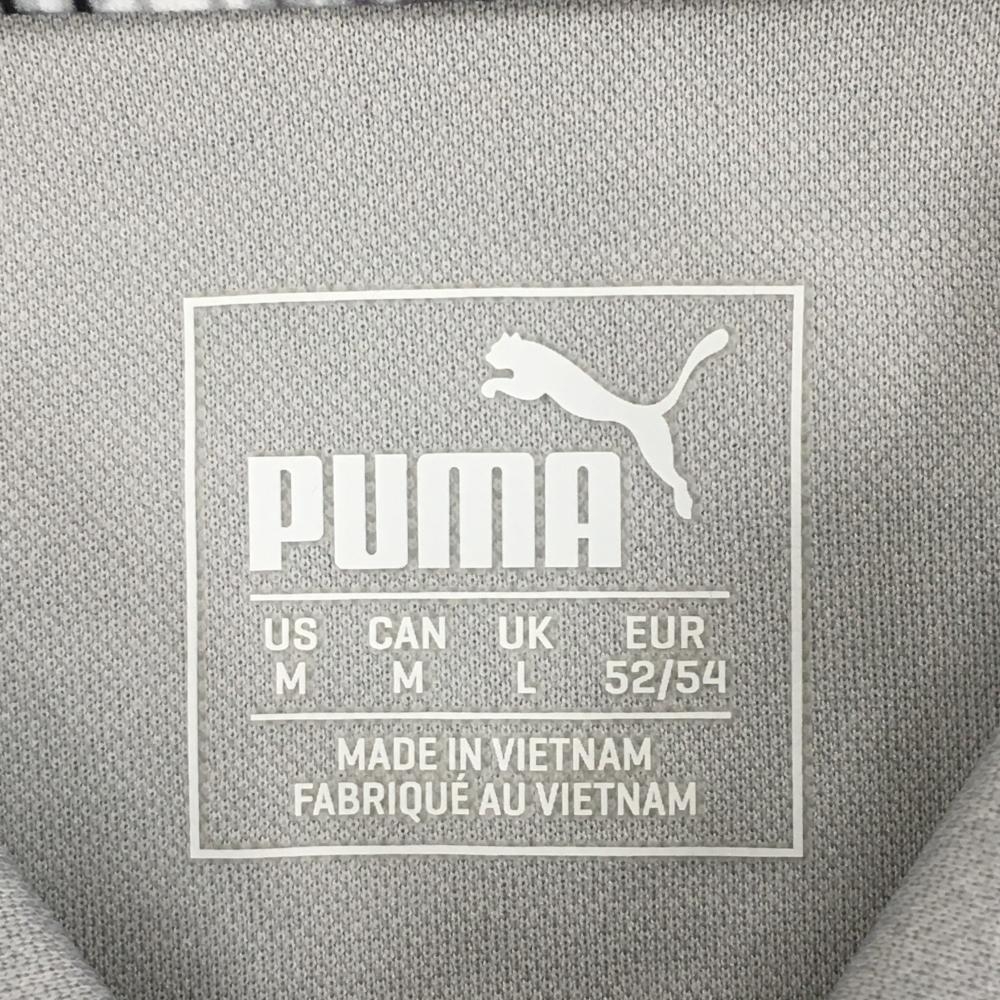 PUMA
US CAN UK EUR
M M L 52/54
MADE IN VIETNAM
FABRIQUÉ AU VIETNAM